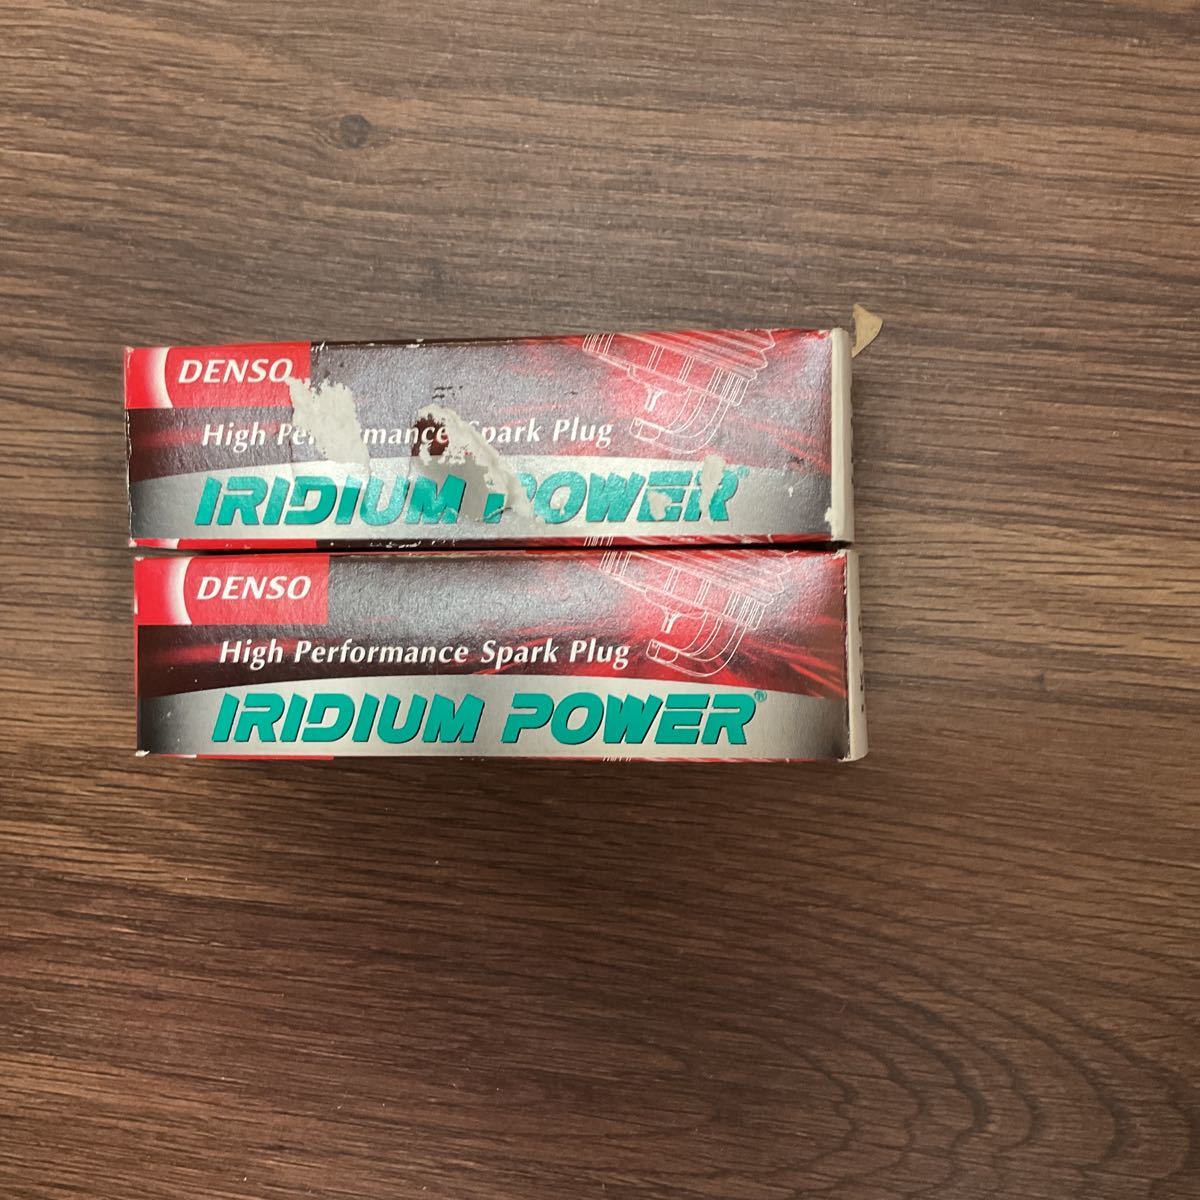 DENSO
High Performance Spark Plug
IRIDIUM POWER®
DENSO
High Performance Spark Plug
IRIDIUM POWER®